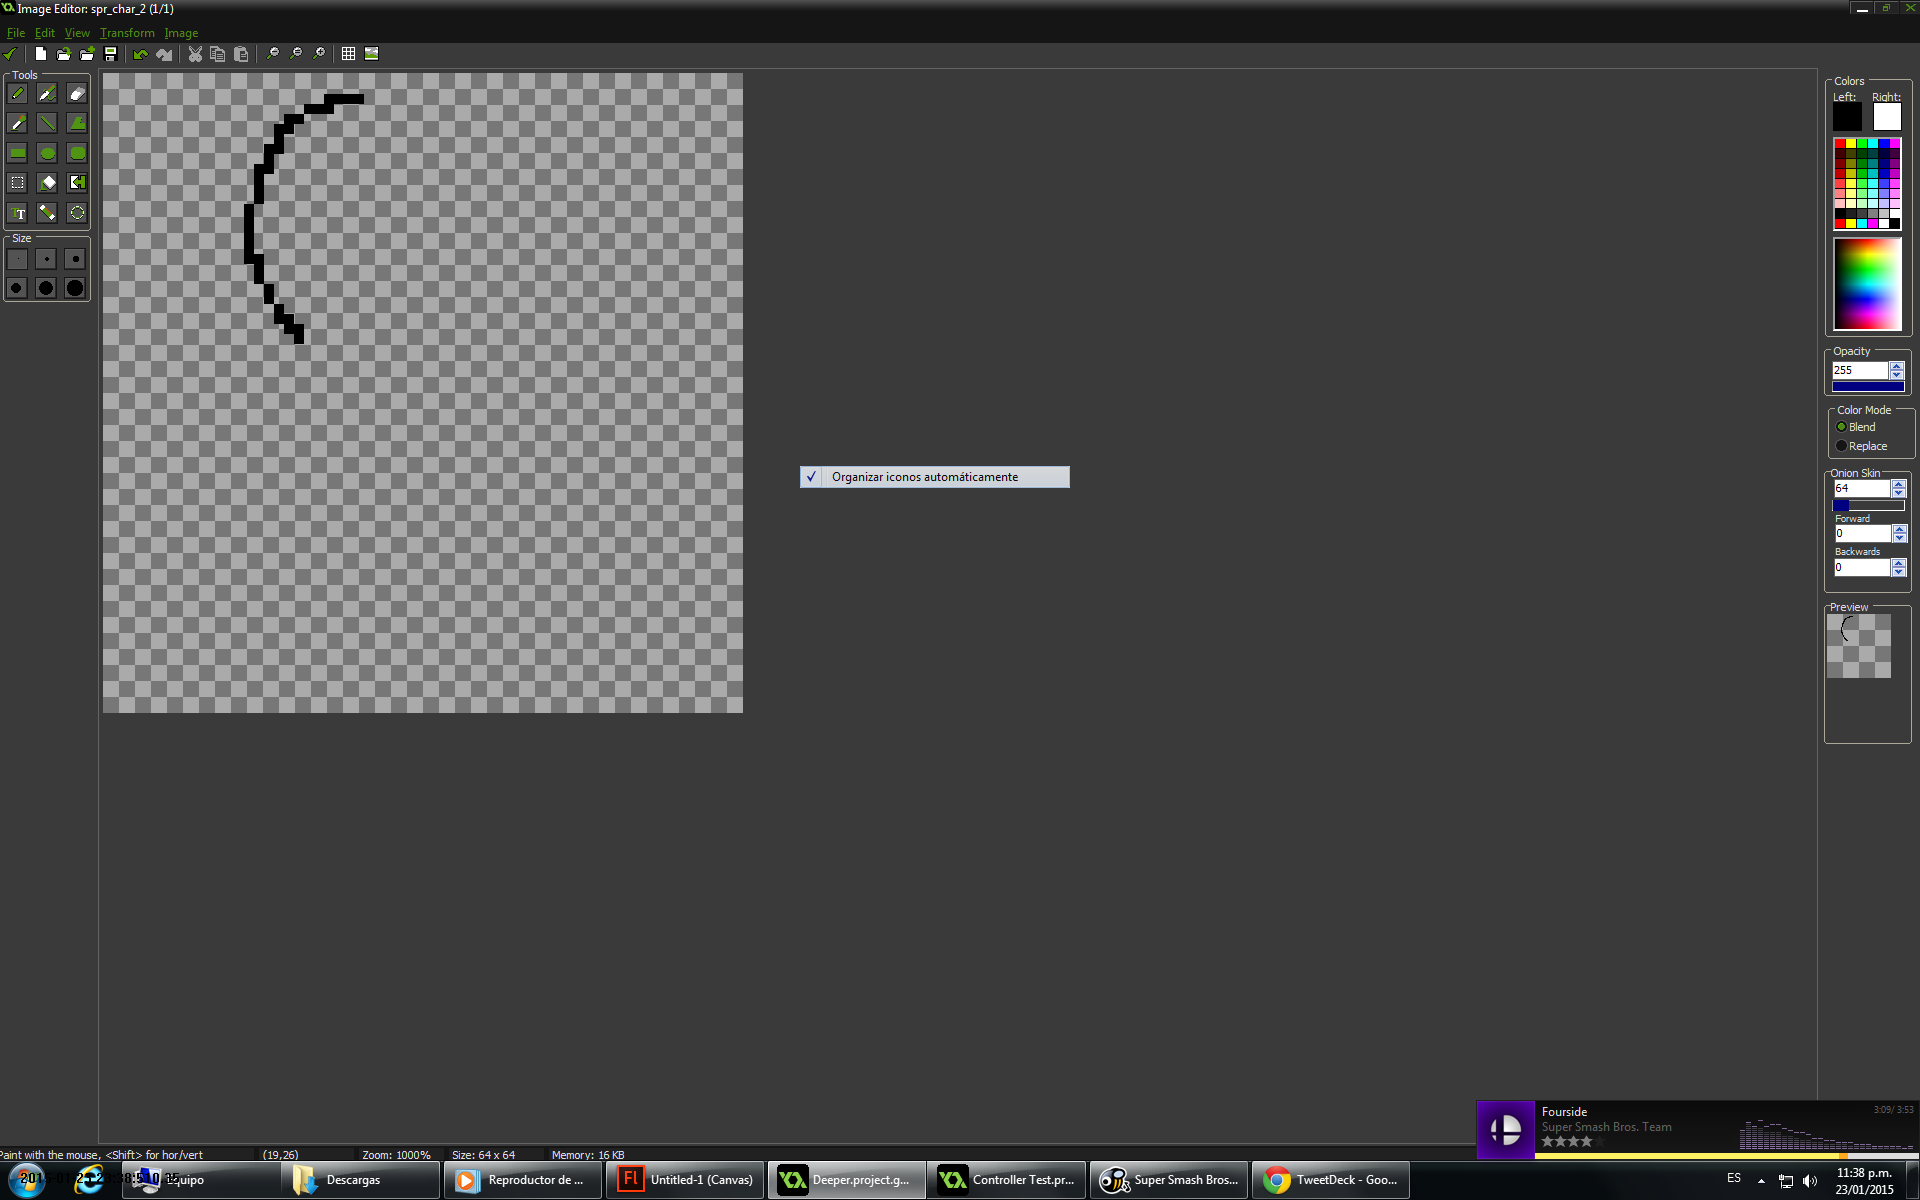 Image Editor: spr_char_2 (1/1)
File Edit View Transform Image
Tools
Size
Colors
Left: Right:
Opacity
255
Color Mode
Blend
Replace
Onion Skin
64
Forward
0
Backwards
0
Preview
✓ Organizar iconos automáticamente
Fourside
3:09/ 3:53
Super Smash Bros. Team
Paint with the mouse, <Shift> for hor/vert (19,26) Zoom: 1000% Size: 64 x 64 Memory: 16 KB
Descargas
Reproductor de ...
Fl
Untitled-1 (Canvas)
Deeper.project.g...
Controller Test.pr...
Super Smash Bros...
TweetDeck - Goo...
ES
11:38 p.m.
23/01/2015